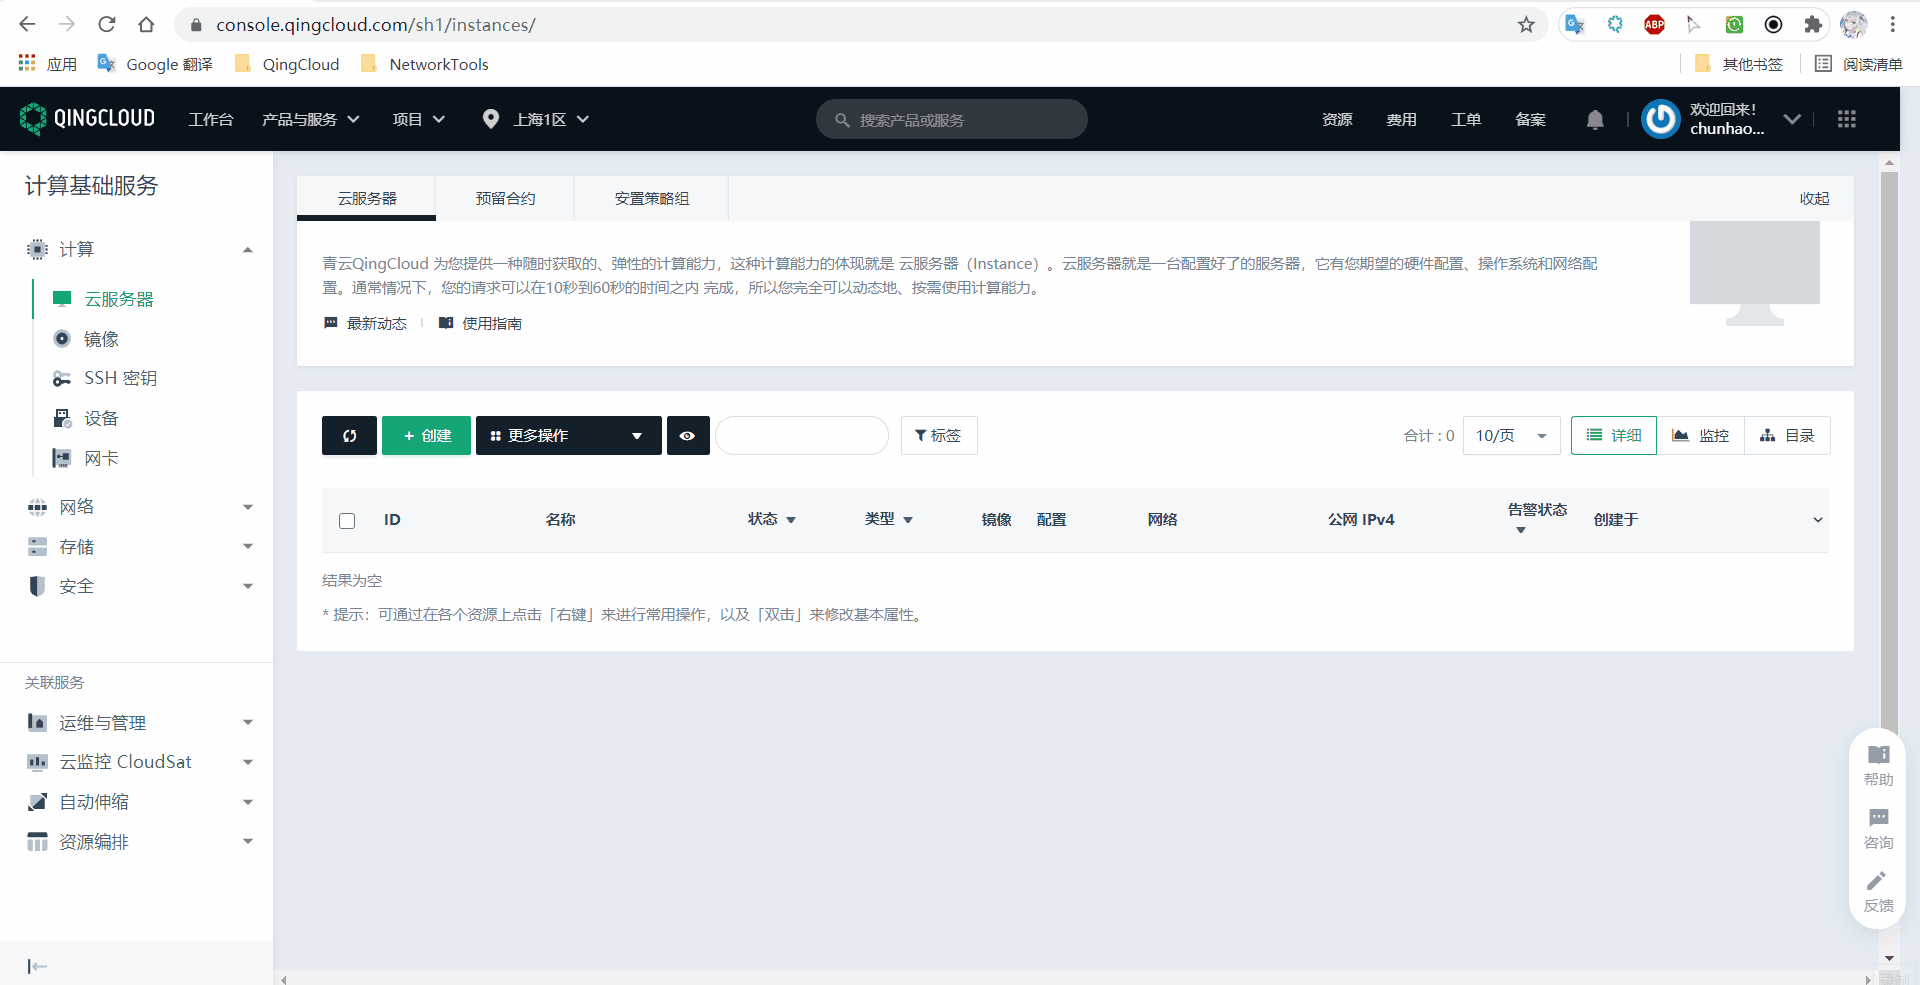 console.qingcloud.com/sh1/instances/
ABP
应用
Google 翻译
QingCloud
NetworkTools
其他书签
阅读清单
QINGCLOUD
工作台
产品与服务
项目
上海1区
搜索产品或服务
资源
费用
工单
备案
欢迎回来!
chunhao...
计算基础服务
计算
云服务器
镜像
SSH 密钥
设备
网卡
网络
存储
安全
关联服务
运维与管理
云监控 CloudSat
自动伸缩
资源编排
云服务器
预留合约
安置策略组
收起
青云QingCloud 为您提供一种随时获取的、弹性的计算能力，这种计算能力的体现就是 云服务器（Instance）。云服务器就是一台配置好了的服务器，它有您期望的硬件配置、操作系统和网络配
置。通常情况下，您的请求可以在10秒到60秒的时间之内 完成，所以您完全可以动态地、按需使用计算能力。
最新动态
使用指南
+ 创建
更多操作
标签
合计 : 0
10/页
详细
监控
目录
ID
名称
状态
类型
镜像
配置
网络
公网 IPv4
告警状态
创建于
结果为空
* 提示：可通过在各个资源上点击「右键」来进行常用操作，以及「双击」来修改基本属性。
帮助
咨询
反馈